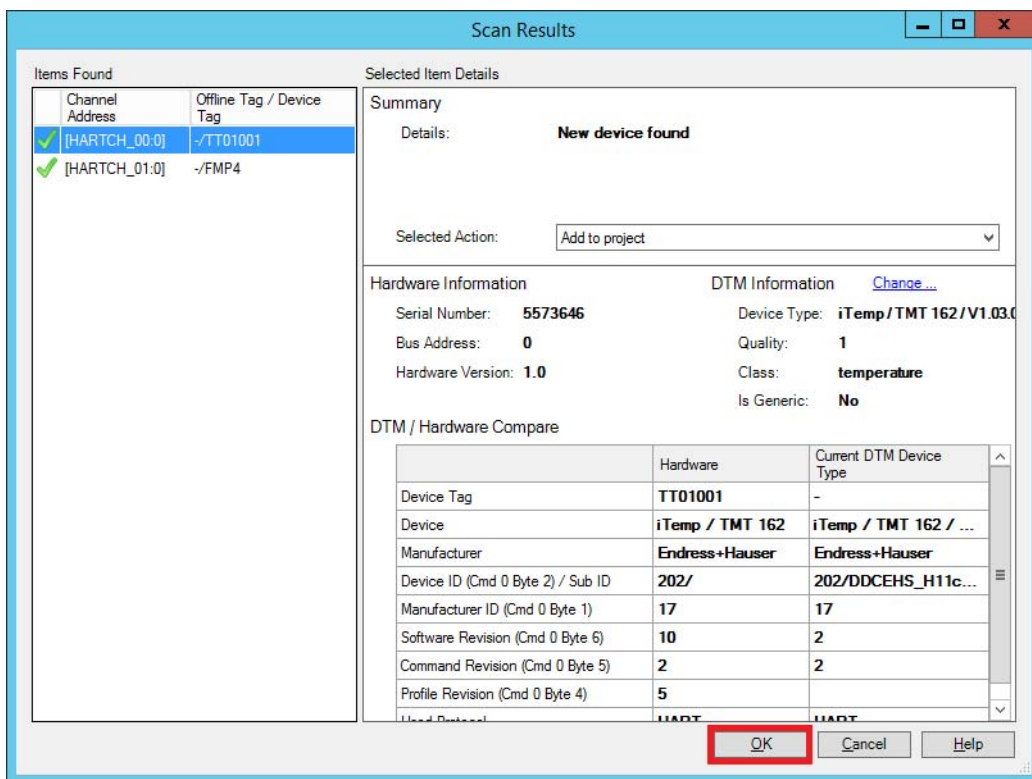 Scan Results
Items Found
Channel Address Offline Tag / Device Tag
[HARTCH_00:0] -/TT01001
[HARTCH_01:0] -/FMP4
Selected Item Details
Summary
Details: New device found
Selected Action: Add to project
Hardware Information
Serial Number: 5573646
Bus Address: 0
Hardware Version: 1.0
DTM Information Change ...
Device Type: iTemp / TMT 162 / V1.03.0
Quality: 1
Class: temperature
Is Generic: No
DTM / Hardware Compare
Hardware Current DTM Device Type
Device Tag TT01001 -
Device iTemp / TMT 162 iTemp / TMT 162 / ...
Manufacturer Endress+Hauser Endress+Hauser
Device ID (Cmd 0 Byte 2) / Sub ID 202/ 202/DDCEHS_H11c...
Manufacturer ID (Cmd 0 Byte 1) 17 17
Software Revision (Cmd 0 Byte 6) 10 2
Command Revision (Cmd 0 Byte 5) 2 2
Profile Revision (Cmd 0 Byte 4) 5
Used Protocol HART HART
OK Cancel Help